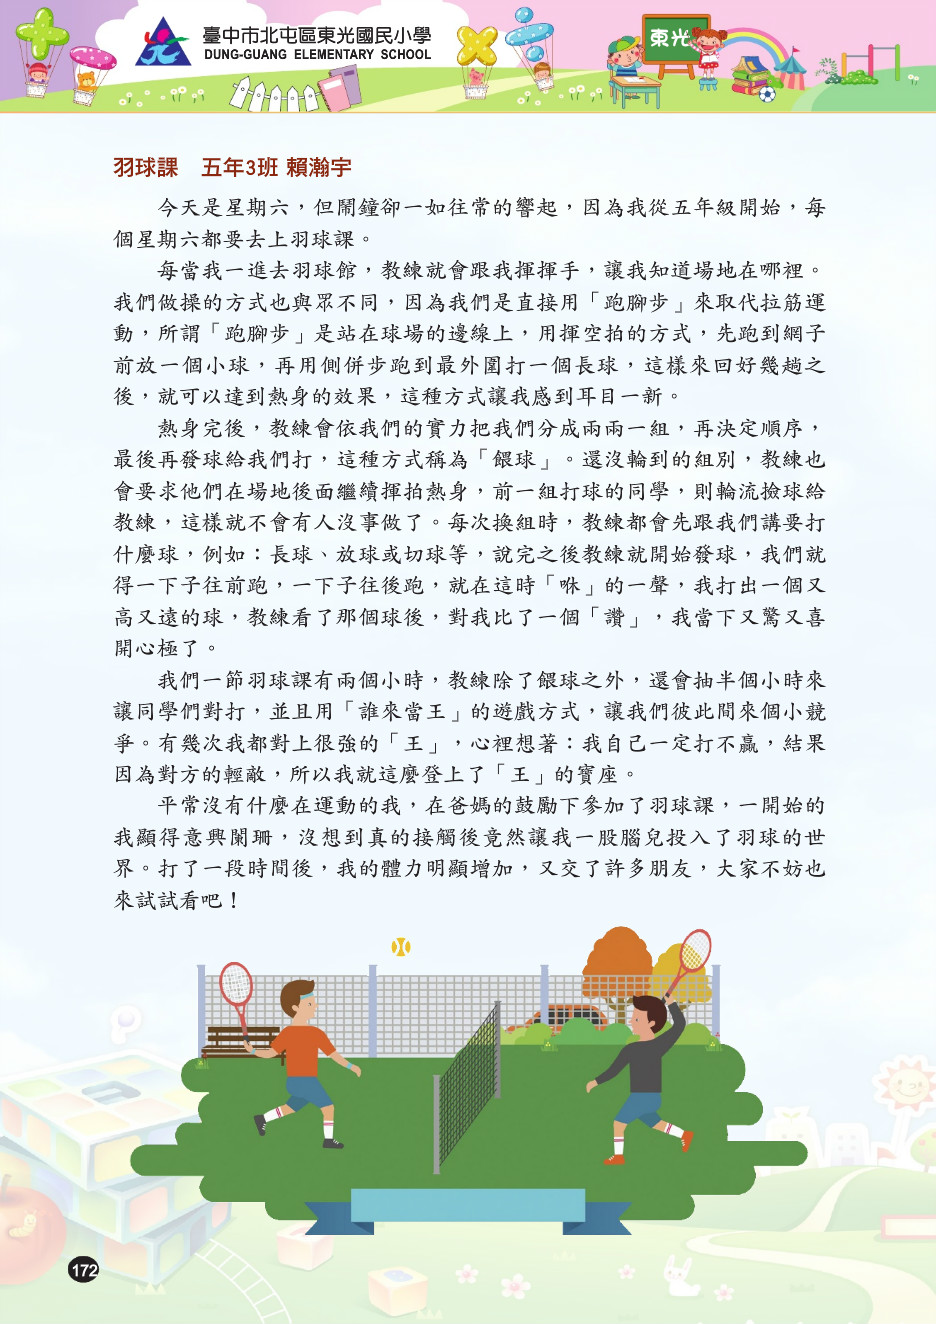 臺中市北屯區東光國民小學
DUNG-GUANG ELEMENTARY SCHOOL
東光
羽球課 五年3班 賴瀚宇
今天是星期六，但鬧鐘卻一如往常的響起，因為我從五年級開始，每
個星期六都要去上羽球課。
每當我一進去羽球館，教練就會跟我揮揮手，讓我知道場地在哪裡。
我們做操的方式也與眾不同，因為我們是直接用「跑腳步」來取代拉筋運
動，所謂「跑腳步」是站在球場的邊線上，用揮空拍的方式，先跑到網子
前放一個小球，再用側併步跑到最外圍打一個長球，這樣來回好幾趟之
後，就可以達到熱身的效果，這種方式讓我感到耳目一新。
熱身完後，教練會依我們的實力把我們分成兩兩一組，再決定順序，
最後再發球給我們打，這種方式稱為「餵球」。還沒輪到的組別，教練也
會要求他們在場地後面繼續揮拍熱身，前一組打球的同學，則輪流撿球給
教練，這樣就不會有人沒事做了。每次換組時，教練都會先跟我們講要打
什麼球，例如：長球、放球或切球等，說完之後教練就開始發球，我們就
得一下子往前跑，一下子往後跑，就在這時「咻」的一聲，我打出一個又
高又遠的球，教練看了那個球後，對我比了一個「讚」，我當下又驚又喜
開心極了。
我們一節羽球課有兩個小時，教練除了餵球之外，還會抽半個小時來
讓同學們對打，並且用「誰來當王」的遊戲方式，讓我們彼此間來個小競
爭。有幾次我都對上很強的「王」，心裡想著：我自己一定打不贏，結果
因為對方的輕敵，所以我就這麼登上了「王」的寶座。
平常沒有什麼在運動的我，在爸媽的鼓勵下參加了羽球課，一開始的
我顯得意興闌珊，沒想到真的接觸後竟然讓我一股腦兒投入了羽球的世
界。打了一段時間後，我的體力明顯增加，又交了許多朋友，大家不妨也
來試試看吧！
172